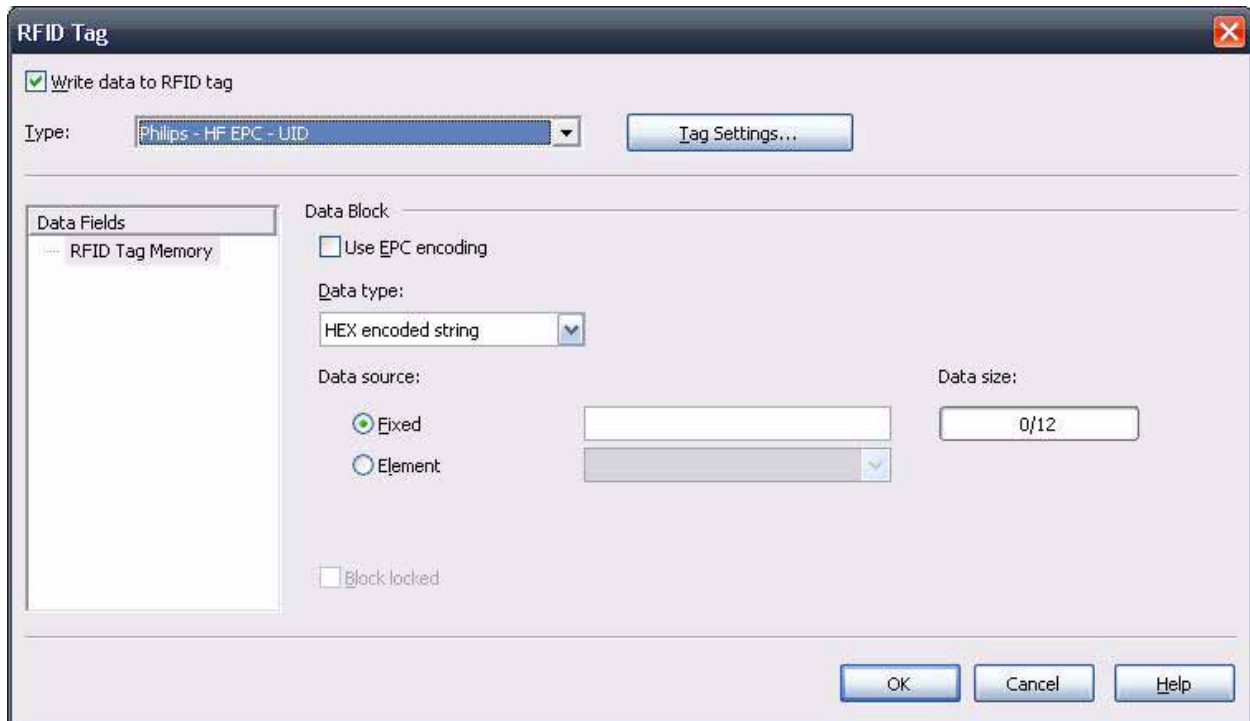 RFID Tag
Write data to RFID tag
Type: Philips - HF EPC - UID Tag Settings...
Data Fields
RFID Tag Memory
Data Block
Use EPC encoding
Data type:
HEX encoded string
Data source: Data size:
Fixed 0/12
Element
Block locked
OK Cancel Help